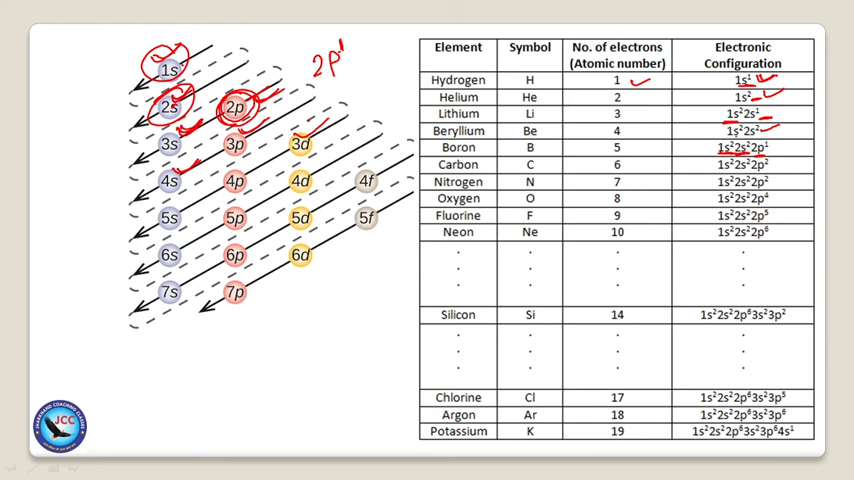 1s
2p¹
2s 2p
3s 3p 3d
4s 4p 4d 4f
5s 5p 5d 5f
6s 6p 6d
7s 7p
Element Symbol No. of electrons (Atomic number) Electronic Configuration
Hydrogen H 1 1s¹
Helium He 2 1s²
Lithium Li 3 1s²2s¹
Beryllium Be 4 1s²2s²
Boron B 5 1s²2s²2p¹
Carbon C 6 1s²2s²2p²
Nitrogen N 7 1s²2s²2p²
Oxygen O 8 1s²2s²2p⁴
Fluorine F 9 1s²2s²2p⁵
Neon Ne 10 1s²2s²2p⁶
Silicon Si 14 1s²2s²2p⁶3s²3p²
Chlorine Cl 17 1s²2s²2p⁶3s²3p⁵
Argon Ar 18 1s²2s²2p⁶3s²3p⁶
Potassium K 19 1s²2s²2p⁶3s²3p⁶4s¹
JHARKHAND COACHING CLASSES
JCC